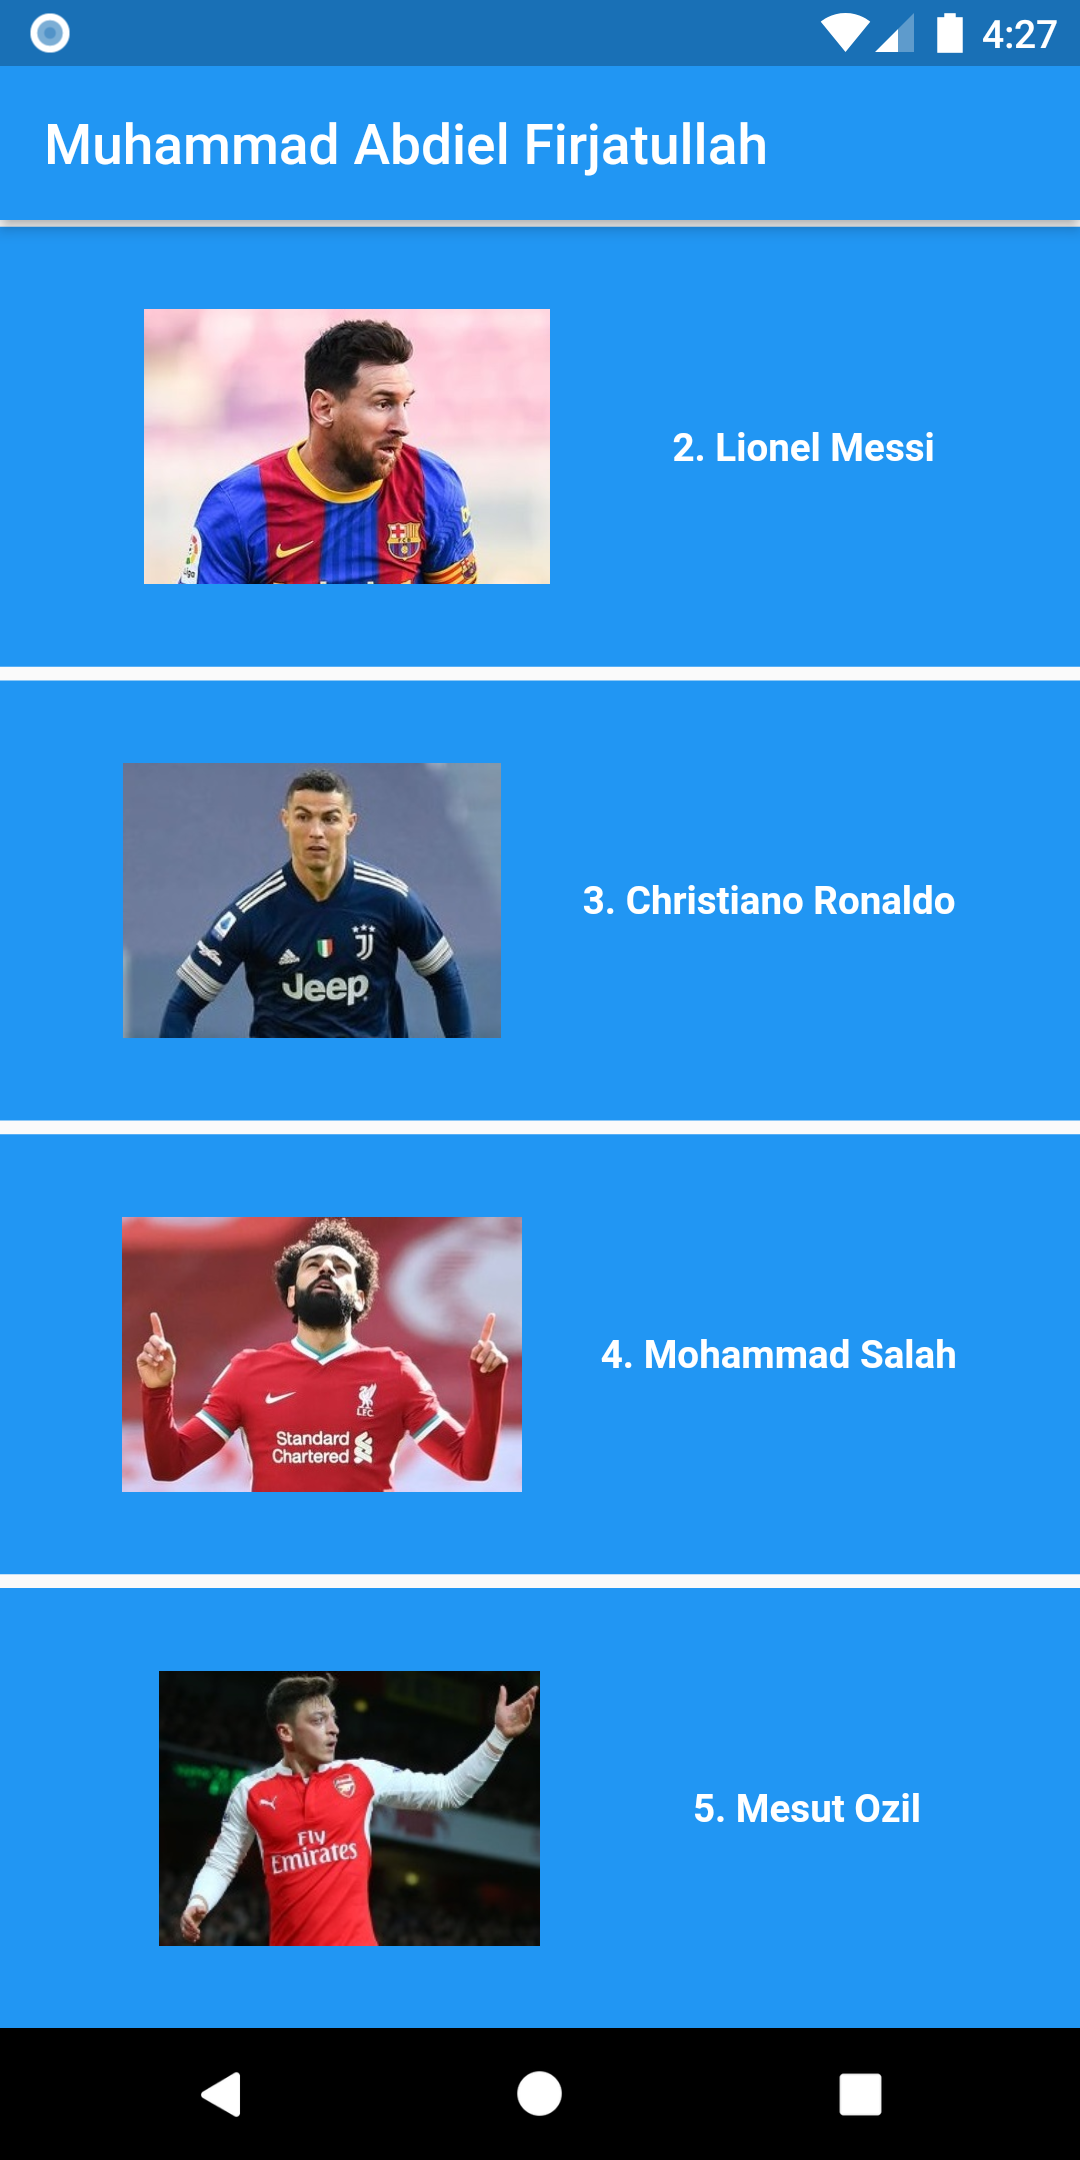 4:27
Muhammad Abdiel Firjatullah
2. Lionel Messi
3. Christiano Ronaldo
Jeep
4. Mohammad Salah
L.F.C.
Standard
Chartered
5. Mesut Ozil
Fly
Emirates